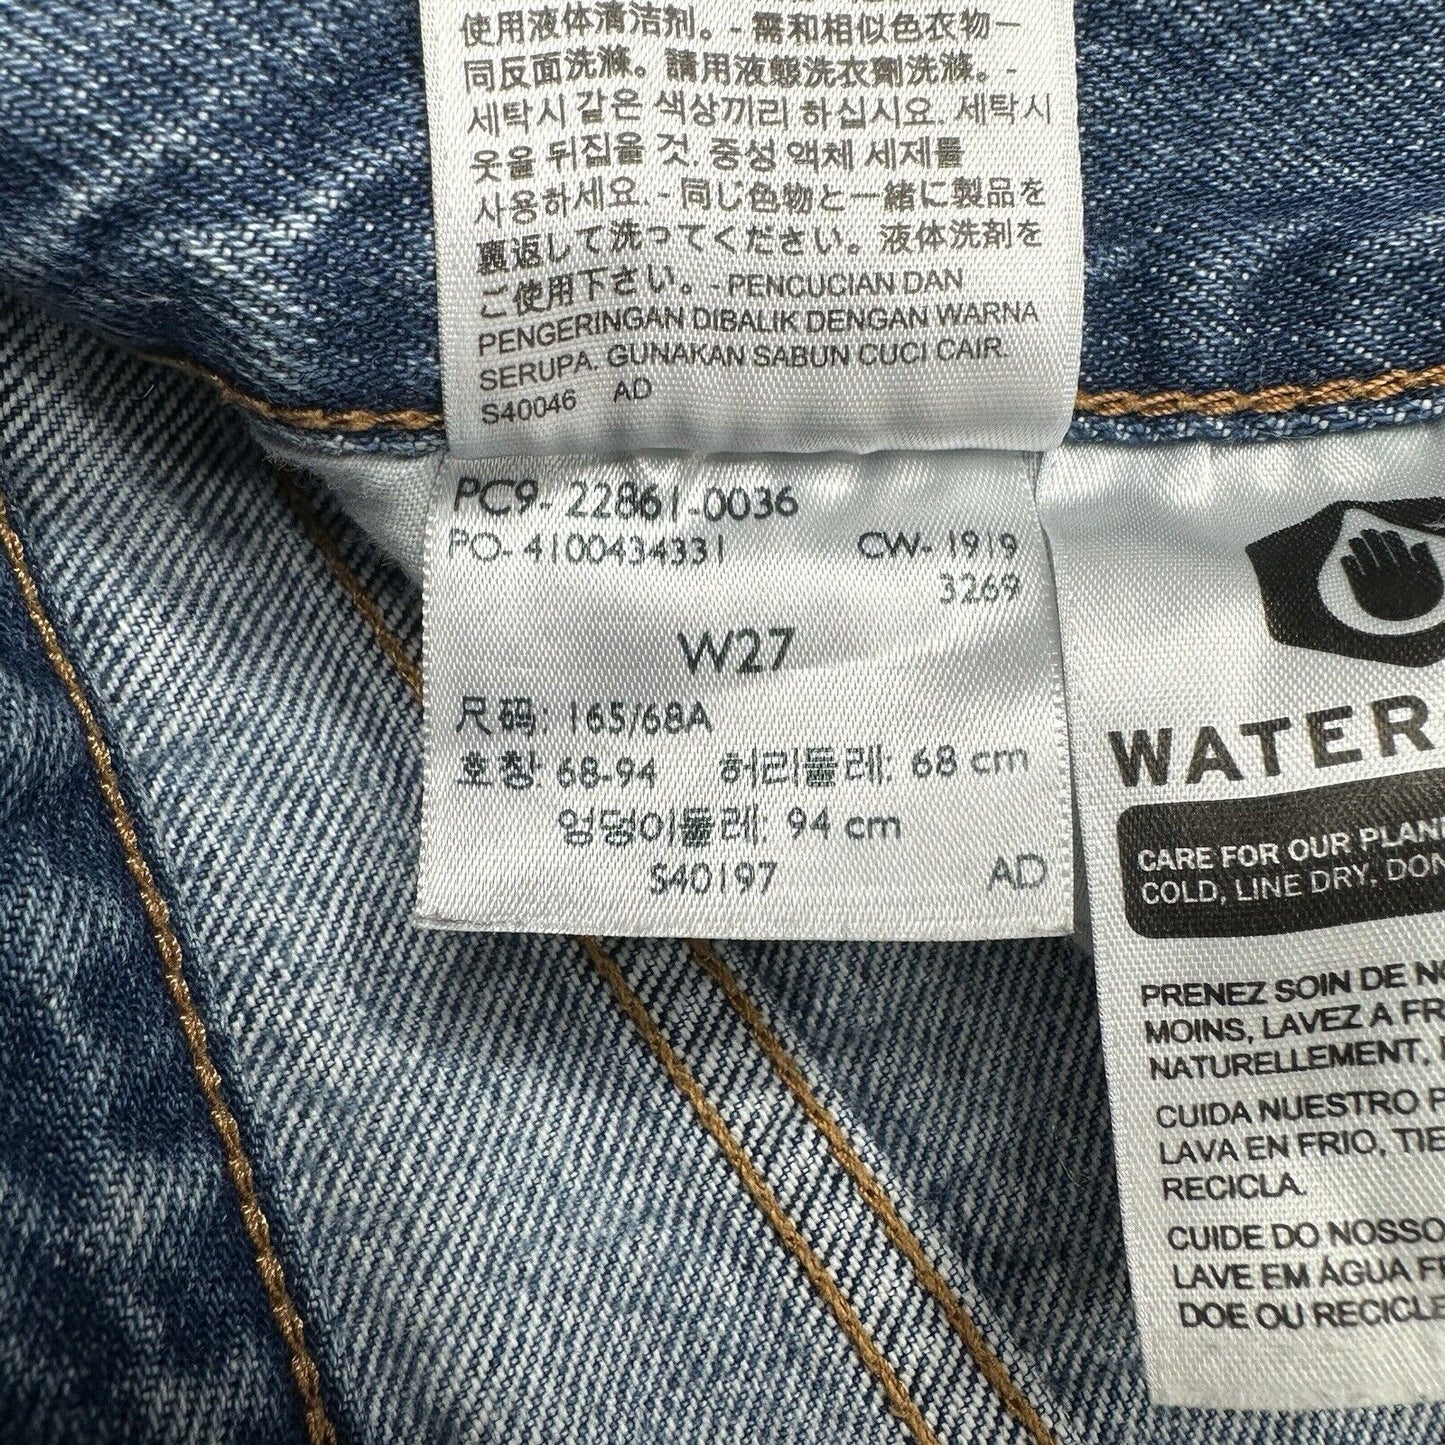 使用液体清洁剂。- 需和相似色衣物一
同反面洗滌。請用液態洗衣劑洗滌。-
세탁시 같은 색상끼리 하십시요. 세탁시
옷을 뒤집을 것. 중성 액체 세제를
사용하세요. - 同じ色物と一緒に製品を
裏返して洗ってください。液体洗剤を
ご使用下さい。- PENCUCIAN DAN
PENGERINGAN DIBALIK DENGAN WARNA
SERUPA. GUNAKAN SABUN CUCI CAIR.
S40046 AD
PC9- 22861-0036
PO- 4100434331 CW- 1919
3269
W27
尺码: 165/68A
호칭: 68-94 허리둘레: 68 cm
엉덩이둘레: 94 cm
S40197 AD
WATER
CARE FOR OUR PLAN
COLD, LINE DRY, DON
PRENEZ SOIN DE N
MOINS, LAVEZ A FR
NATURELLEMENT,
CUIDA NUESTRO P
LAVA EN FRIO, TIE
RECICLA.
CUIDE DO NOSSO
LAVE EM ÁGUA F
DOE OU RECICLE